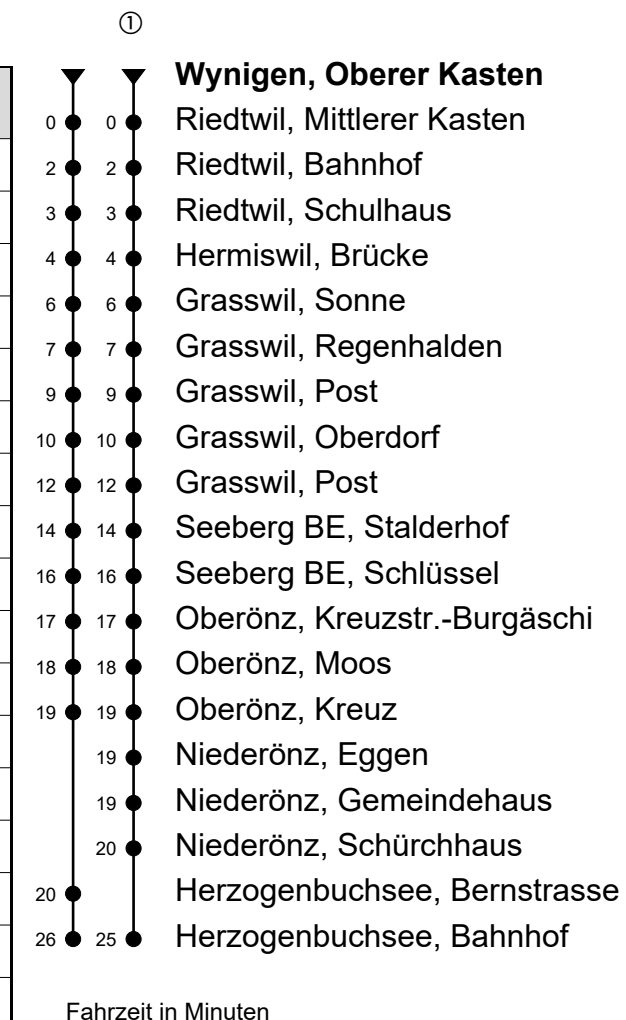 ①
Wynigen, Oberer Kasten
0 0 Riedtwil, Mittlerer Kasten
2 2 Riedtwil, Bahnhof
3 3 Riedtwil, Schulhaus
4 4 Hermiswil, Brücke
6 6 Grasswil, Sonne
7 7 Grasswil, Regenhalden
9 9 Grasswil, Post
10 10 Grasswil, Oberdorf
12 12 Grasswil, Post
14 14 Seeberg BE, Stalderhof
16 16 Seeberg BE, Schlüssel
17 17 Oberönz, Kreuzstr.-Burgäschi
18 18 Oberönz, Moos
19 19 Oberönz, Kreuz
19 Niederönz, Eggen
19 Niederönz, Gemeindehaus
20 Niederönz, Schürchhaus
20 Herzogenbuchsee, Bernstrasse
26 25 Herzogenbuchsee, Bahnhof
Fahrzeit in Minuten